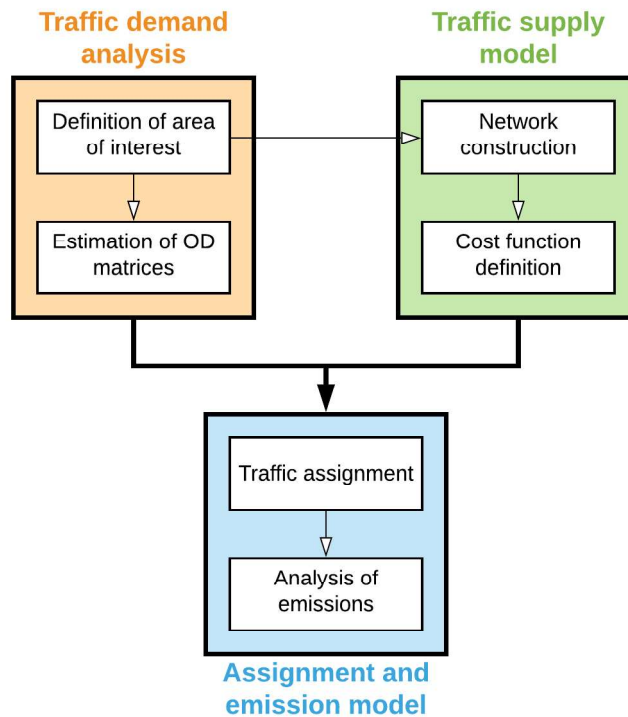 Traffic demand
analysis
Traffic supply
model
Definition of area
of interest
Network
construction
Estimation of OD
matrices
Cost function
definition
Traffic assignment
Analysis of
emissions
Assignment and
emission model